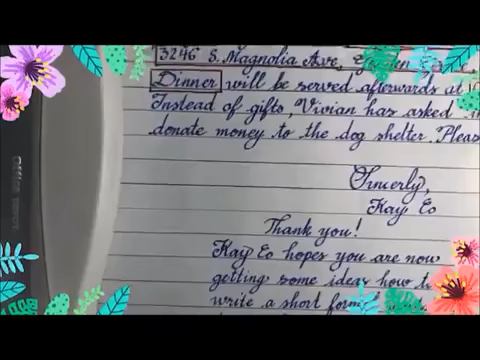 3246 S. Magnolia Ave,
Dinner will be served afterwards at
Instead of gifts, Vivian has asked
donate money to the dog shelter. Pleas
Sincerly,
Kay Eo
Thank you!
Kay Eo hopes you are now
getting some ideas how to
write a short form